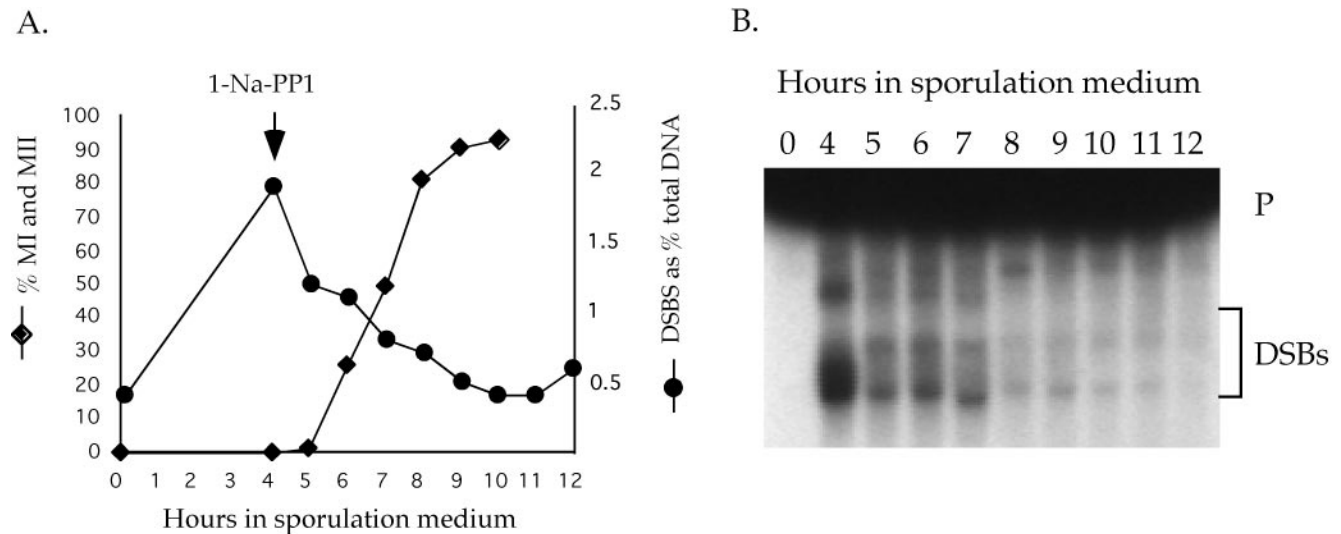 A.
1-Na-PP1
% MI and MII
100
90
80
70
60
50
40
30
20
10
0
2.5
2
1.5
1
0.5
DSBS as % total DNA
0 1 2 3 4 5 6 7 8 9 10 11 12
Hours in sporulation medium
B.
Hours in sporulation medium
0 4 5 6 7 8 9 10 11 12
P
DSBs